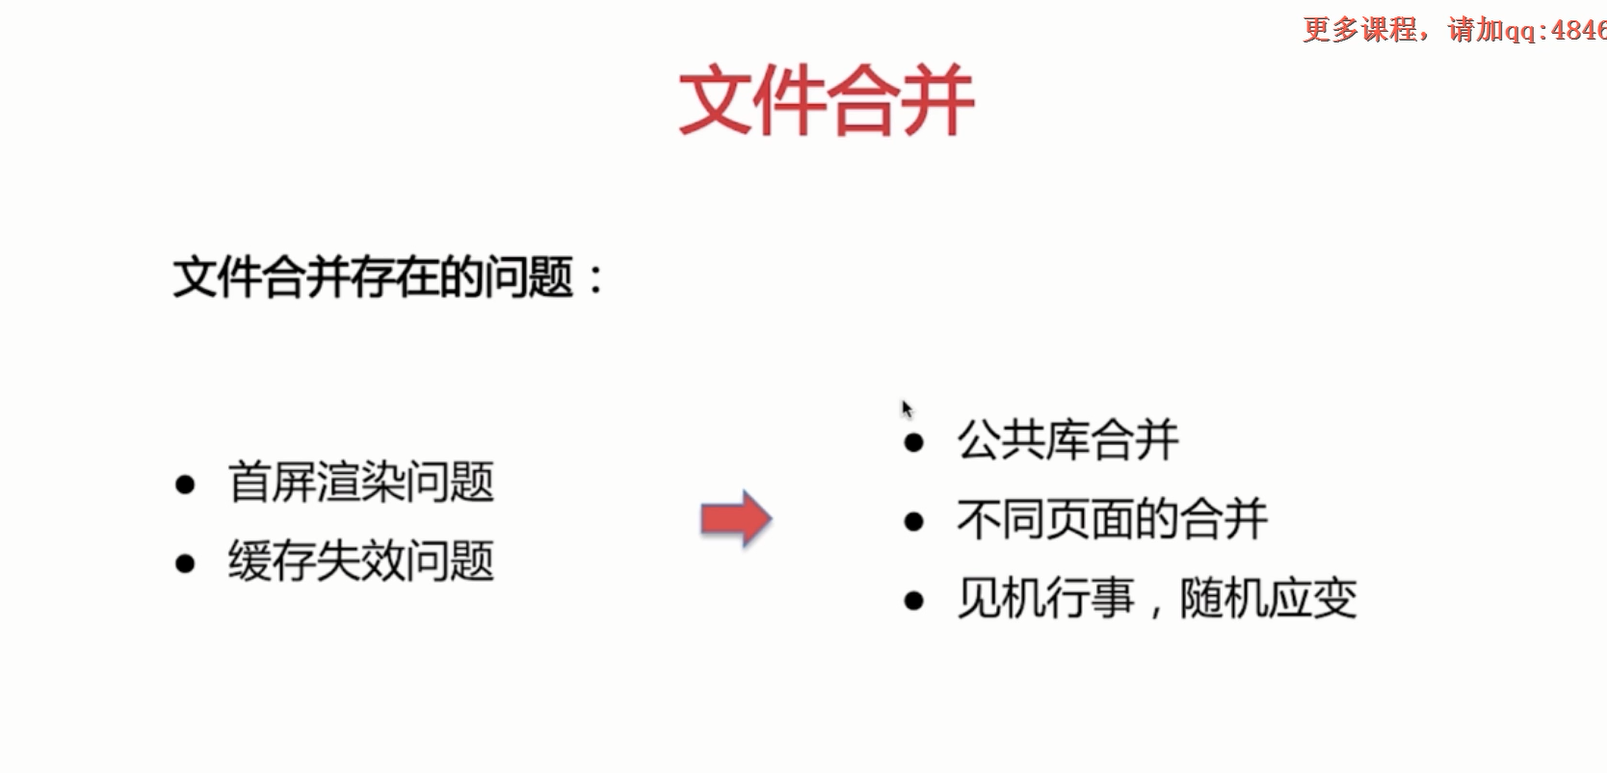 更多课程，请加qq:4846
文件合并
文件合并存在的问题：
● 首屏渲染问题
● 缓存失效问题
● 公共库合并
● 不同页面的合并
● 见机行事，随机应变